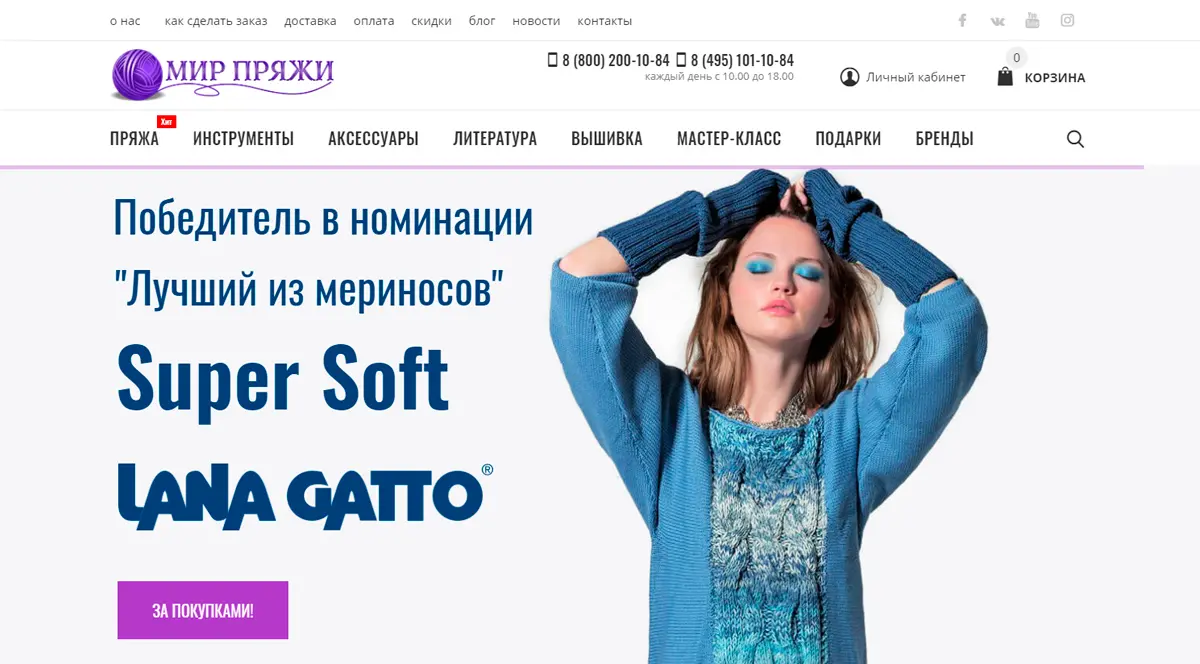 о нас как сделать заказ доставка оплата скидки блог новости контакты
You Tube
МИР ПРЯЖИ
8 (800) 200-10-84 8 (495) 101-10-84
каждый день с 10.00 до 18.00
Личный кабинет
0
КОРЗИНА
Хит
ПРЯЖА ИНСТРУМЕНТЫ АКСЕССУАРЫ ЛИТЕРАТУРА ВЫШИВКА МАСТЕР-КЛАСС ПОДАРКИ БРЕНДЫ
Победитель в номинации
"Лучший из мериносов"
Super Soft
LANA GATTO®
ЗА ПОКУПКАМИ!